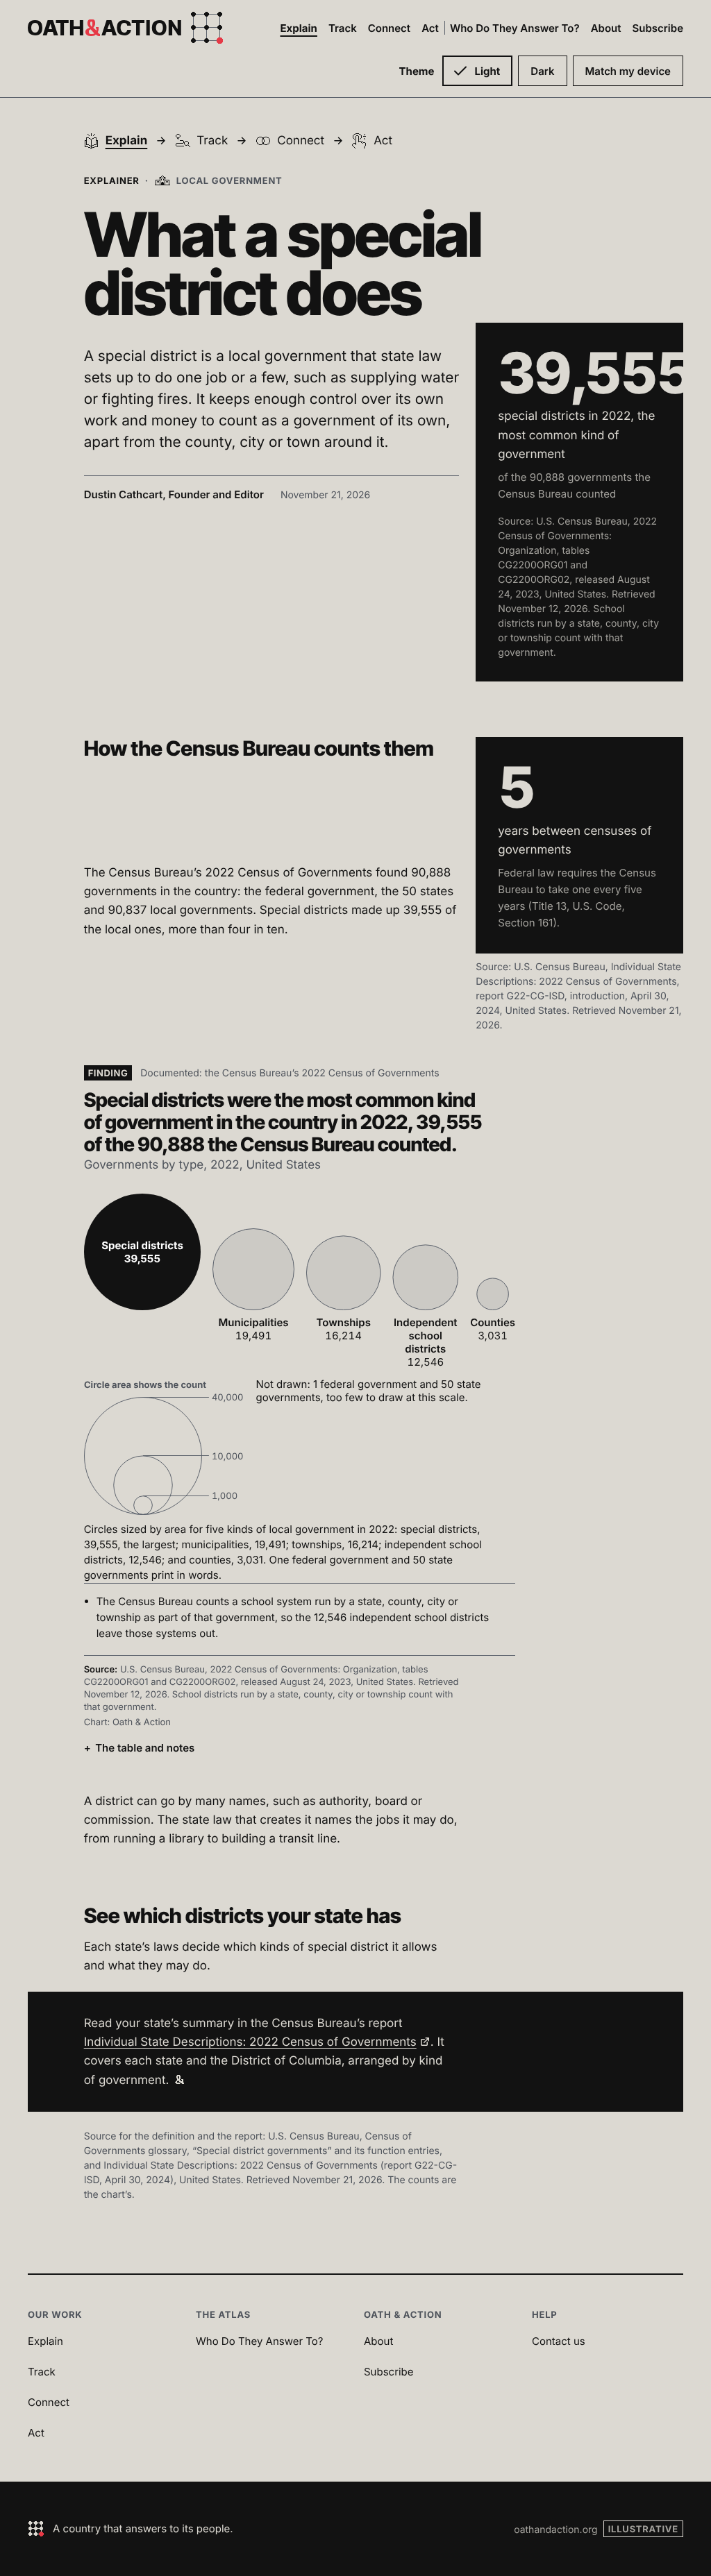 OATH&ACTION
Explain Track Connect Act Who Do They Answer To? About Subscribe
Theme Light Dark Match my device
Explain → Track → Connect → Act
EXPLAINER · LOCAL GOVERNMENT
What a special
district does
A special district is a local government that state law
sets up to do one job or a few, such as supplying water
or fighting fires. It keeps enough control over its own
work and money to count as a government of its own,
apart from the county, city or town around it.
Dustin Cathcart, Founder and Editor November 21, 2026
39,555
special districts in 2022, the
most common kind of
government
of the 90,888 governments the
Census Bureau counted
Source: U.S. Census Bureau, 2022
Census of Governments:
Organization, tables
CG2200ORG01 and
CG2200ORG02, released August
24, 2023, United States. Retrieved
November 12, 2026. School
districts run by a state, county, city
or township count with that
government.
How the Census Bureau counts them
The Census Bureau’s 2022 Census of Governments found 90,888
governments in the country: the federal government, the 50 states
and 90,837 local governments. Special districts made up 39,555 of
the local ones, more than four in ten.
5
years between censuses of
governments
Federal law requires the Census
Bureau to take one every five
years (Title 13, U.S. Code,
Section 161).
Source: U.S. Census Bureau, Individual State
Descriptions: 2022 Census of Governments,
report G22-CG-ISD, introduction, April 30,
2024, United States. Retrieved November 21,
2026.
FINDING Documented: the Census Bureau’s 2022 Census of Governments
Special districts were the most common kind
of government in the country in 2022, 39,555
of the 90,888 the Census Bureau counted.
Governments by type, 2022, United States
Special districts
39,555
Municipalities
19,491
Townships
16,214
Independent
school
districts
12,546
Counties
3,031
Circle area shows the count
40,000
10,000
1,000
Not drawn: 1 federal government and 50 state
governments, too few to draw at this scale.
Circles sized by area for five kinds of local government in 2022: special districts,
39,555, the largest; municipalities, 19,491; townships, 16,214; independent school
districts, 12,546; and counties, 3,031. One federal government and 50 state
governments print in words.
• The Census Bureau counts a school system run by a state, county, city or
township as part of that government, so the 12,546 independent school districts
leave those systems out.
Source: U.S. Census Bureau, 2022 Census of Governments: Organization, tables
CG2200ORG01 and CG2200ORG02, released August 24, 2023, United States. Retrieved
November 12, 2026. School districts run by a state, county, city or township count with
that government.
Chart: Oath & Action
+ The table and notes
A district can go by many names, such as authority, board or
commission. The state law that creates it names the jobs it may do,
from running a library to building a transit line.
See which districts your state has
Each state’s laws decide which kinds of special district it allows
and what they may do.
Read your state’s summary in the Census Bureau’s report
Individual State Descriptions: 2022 Census of Governments. It
covers each state and the District of Columbia, arranged by kind
of government. &
Source for the definition and the report: U.S. Census Bureau, Census of
Governments glossary, “Special district governments” and its function entries,
and Individual State Descriptions: 2022 Census of Governments (report G22-CG-
ISD, April 30, 2024), United States. Retrieved November 21, 2026. The counts are
the chart’s.
OUR WORK
Explain
Track
Connect
Act
THE ATLAS
Who Do They Answer To?
OATH & ACTION
About
Subscribe
HELP
Contact us
A country that answers to its people.
oathandaction.org ILLUSTRATIVE